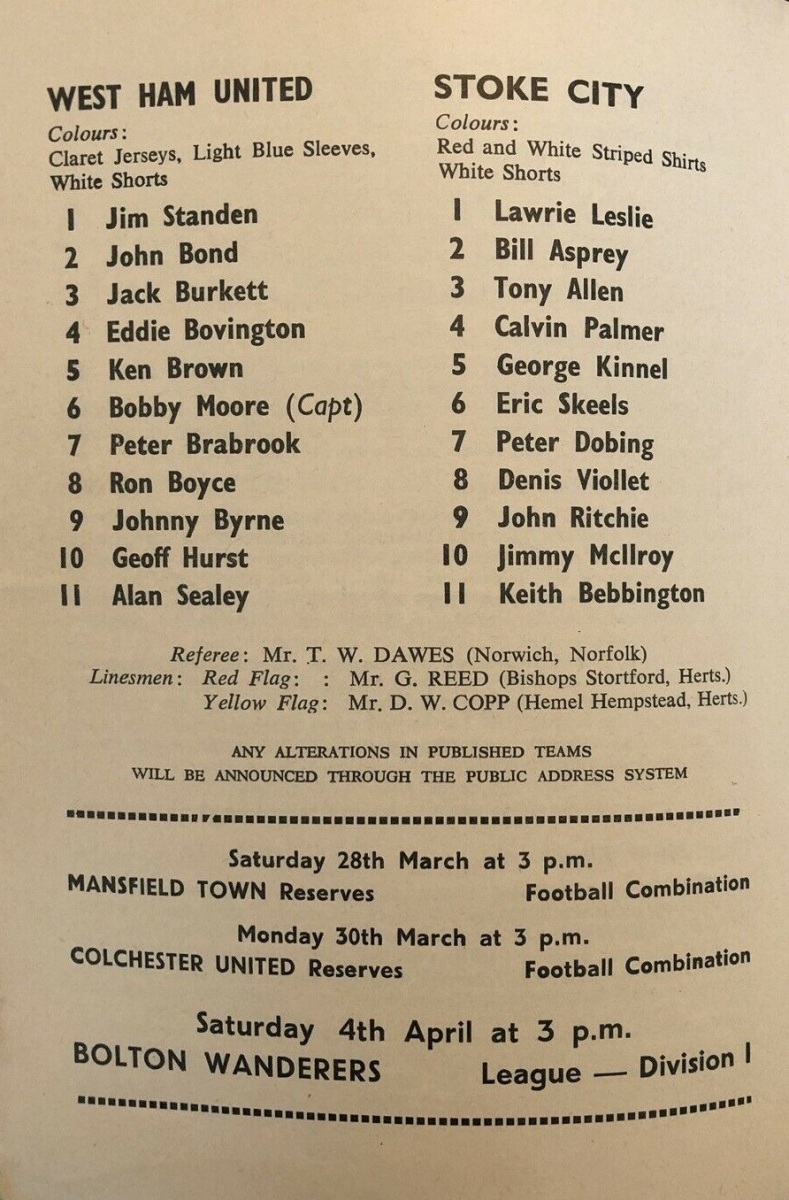 WEST HAM UNITED
Colours:
Claret Jerseys, Light Blue Sleeves,
White Shorts
1 Jim Standen
2 John Bond
3 Jack Burkett
4 Eddie Bovington
5 Ken Brown
6 Bobby Moore (Capt)
7 Peter Brabrook
8 Ron Boyce
9 Johnny Byrne
10 Geoff Hurst
11 Alan Sealey
STOKE CITY
Colours:
Red and White Striped Shirts
White Shorts
1 Lawrie Leslie
2 Bill Asprey
3 Tony Allen
4 Calvin Palmer
5 George Kinnel
6 Eric Skeels
7 Peter Dobing
8 Denis Viollet
9 John Ritchie
10 Jimmy McIlroy
11 Keith Bebbington
Referee: Mr. T. W. DAWES (Norwich, Norfolk)
Linesmen: Red Flag: : Mr. G. REED (Bishops Stortford, Herts.)
Yellow Flag: Mr. D. W. COPP (Hemel Hempstead, Herts.)
ANY ALTERATIONS IN PUBLISHED TEAMS
WILL BE ANNOUNCED THROUGH THE PUBLIC ADDRESS SYSTEM
Saturday 28th March at 3 p.m.
MANSFIELD TOWN Reserves Football Combination
Monday 30th March at 3 p.m.
COLCHESTER UNITED Reserves Football Combination
Saturday 4th April at 3 p.m.
BOLTON WANDERERS League — Division I